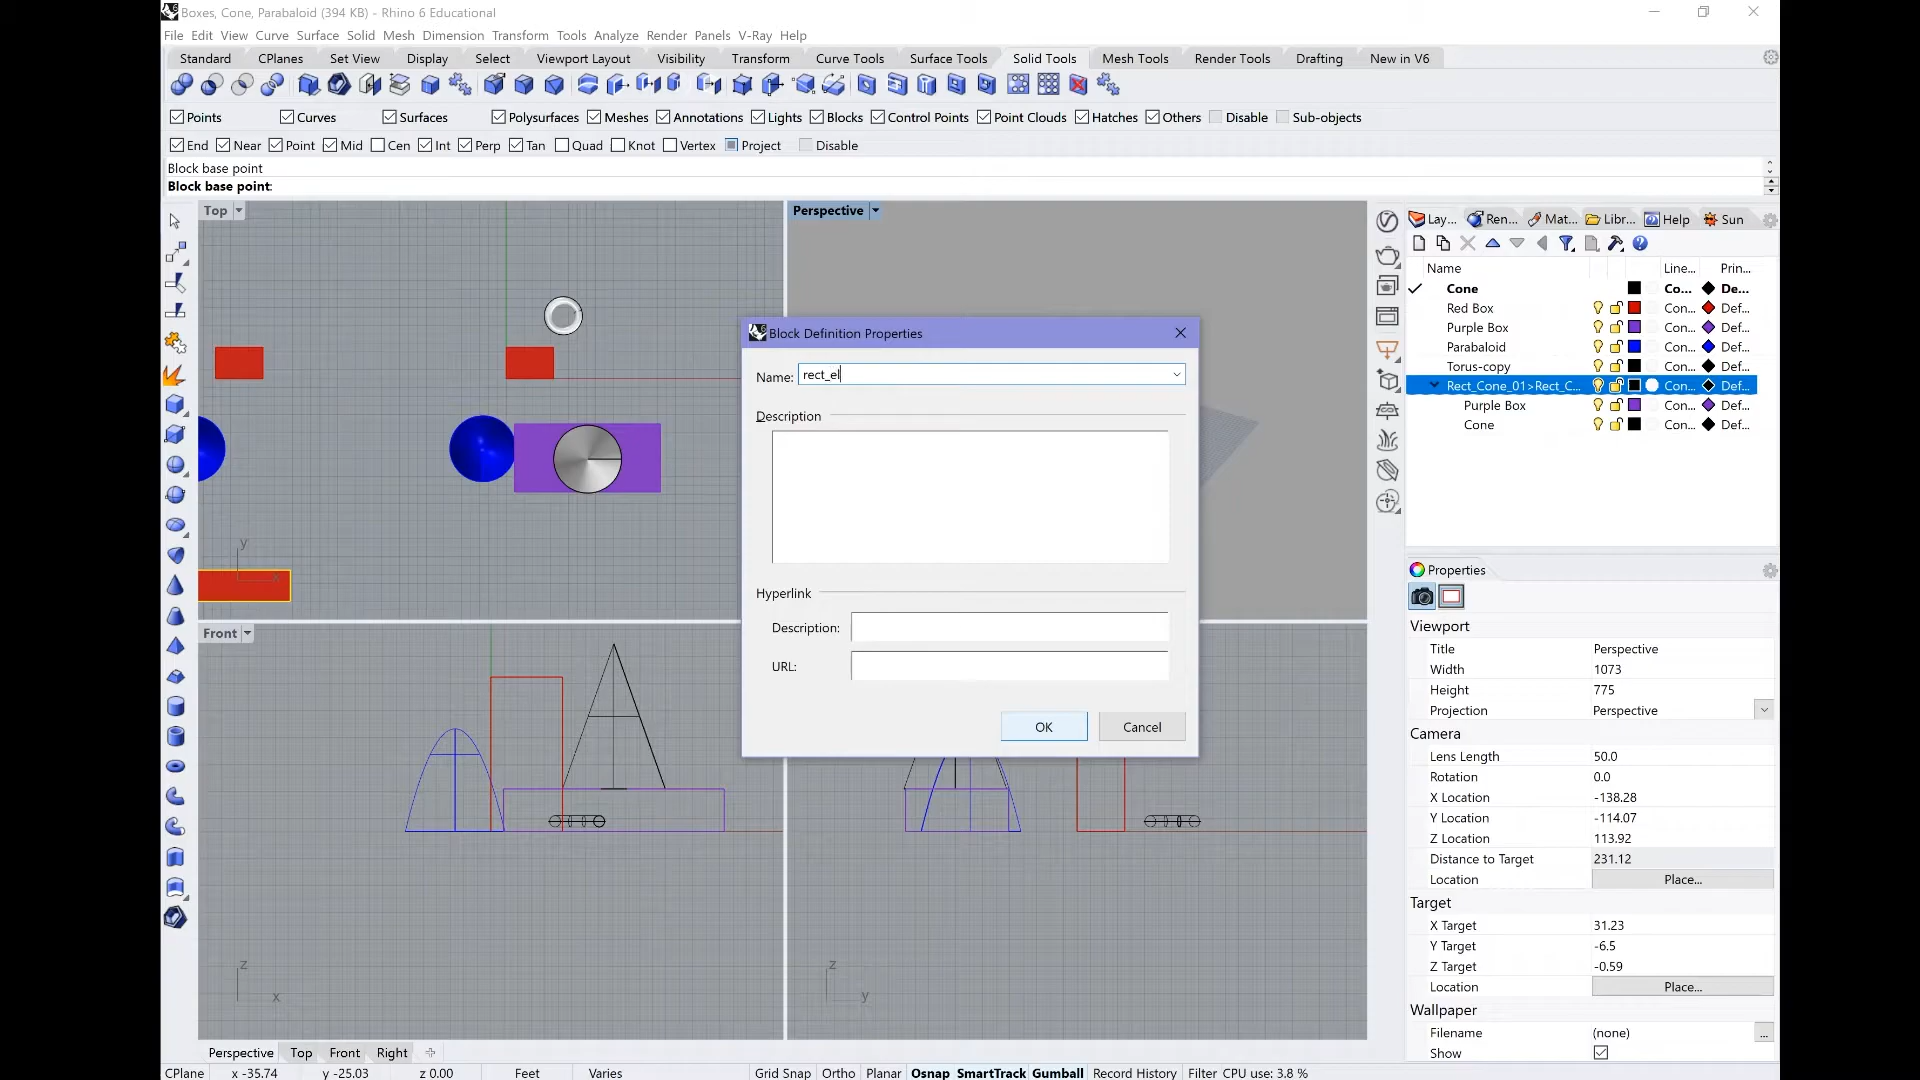 Boxes, Cone, Parabaloid (394 KB) - Rhino 6 Educational
File Edit View Curve Surface Solid Mesh Dimension Transform Tools Analyze Render Panels V-Ray Help
Standard CPlanes Set View Display Select Viewport Layout Visibility Transform Curve Tools Surface Tools Solid Tools Mesh Tools Render Tools Drafting New in V6
Points Curves Surfaces Polysurfaces Meshes Annotations Lights Blocks Control Points Point Clouds Hatches Others Disable Sub-objects
End Near Point Mid Cen Int Perp Tan Quad Knot Vertex Project Disable
Block base point
Block base point:
Top
Perspective
Lay... Ren... Mat... Libr... Help Sun
Name Line... Prin...
Cone Co... De...
Red Box Con... Def...
Purple Box Con... Def...
Parabaloid Con... Def...
Torus-copy Con... Def...
Rect_Cone_01>Rect_C... Con... Def...
Purple Box Con... Def...
Cone Con... Def...
Block Definition Properties
Name: rect_el
Description
Hyperlink
Description:
URL:
OK Cancel
y
x
Front
z
x
z
y
Properties
Viewport
Title Perspective
Width 1073
Height 775
Projection Perspective
Camera
Lens Length 50.0
Rotation 0.0
X Location -138.28
Y Location -114.07
Z Location 113.92
Distance to Target 231.12
Location Place...
Target
X Target 31.23
Y Target -6.5
Z Target -0.59
Location Place...
Wallpaper
Filename (none) ...
Show
Perspective Top Front Right
CPlane x -35.74 y -25.03 z 0.00 Feet Varies Grid Snap Ortho Planar Osnap SmartTrack Gumball Record History Filter CPU use: 3.8 %